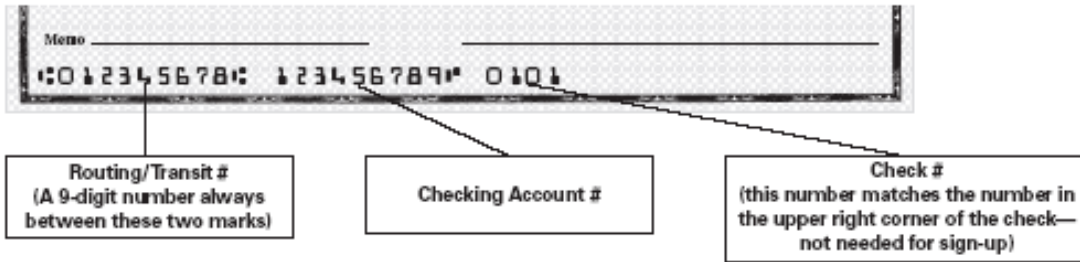 Memo
⑆012345678⑆ 123456789⑈ 0101
Routing/Transit #
(A 9-digit number always
between these two marks)
Checking Account #
Check #
(this number matches the number in
the upper right corner of the check—
not needed for sign-up)